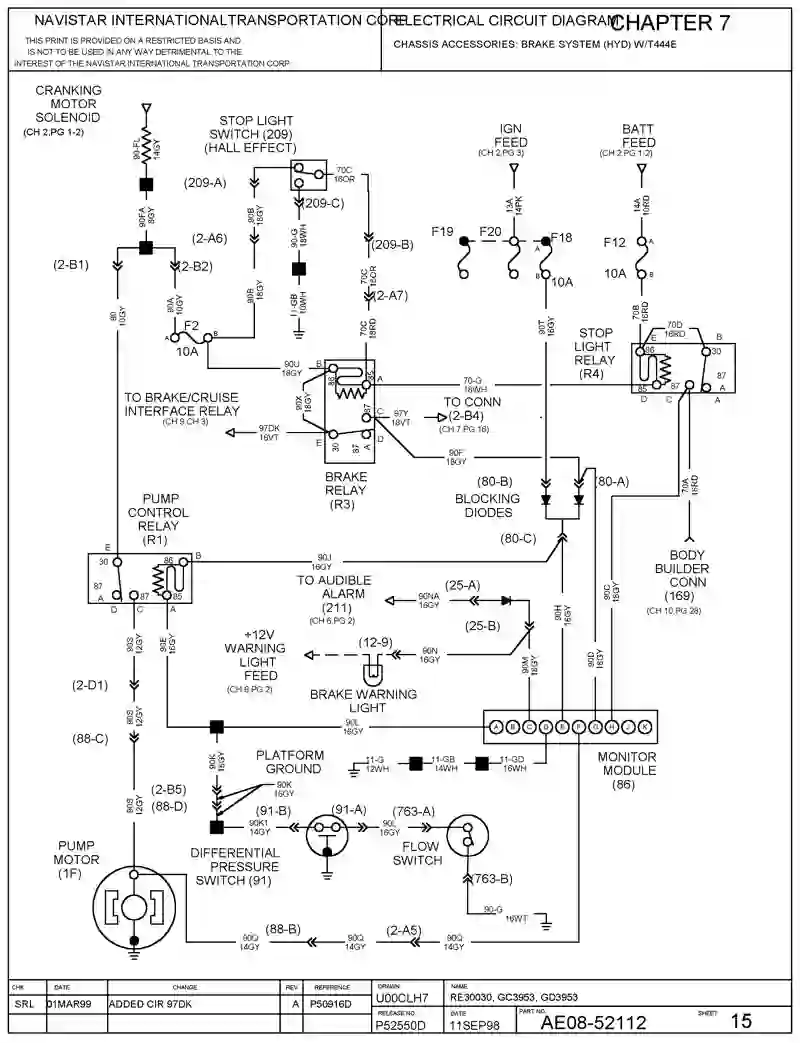 NAVISTAR INTERNATIONALTRANSPORTATION CORP
ELECTRICAL CIRCUIT DIAGRAM
CHAPTER 7
THIS PRINT IS PROVIDED ON A RESTRICTED BASIS AND
IS NOT TO BE USED IN ANY WAY DETRIMENTAL TO THE
INTEREST OF THE NAVISTAR INTERNATIONAL TRANSPORTATION CORP
CHASSIS ACCESSORIES: BRAKE SYSTEM (HYD) W/T444E
CRANKING
MOTOR
SOLENOID
(CH 2,PG 1-2)
90-FL
14GY
90FA
8GY
STOP LIGHT
SWITCH (209)
(HALL EFFECT)
70C
16OR
(209-A)
(209-C)
(209-B)
90B
18GY
90-G
18WH
(2-A6)
(2-B1)
(2-B2)
90B
18GY
70C
16OR
(2-A7)
11-GB
10WH
70C
18RD
90
10GY
90A
10GY
A
F2
B
10A
IGN
FEED
(CH 2,PG 3)
BATT
FEED
(CH 2,PG 1-2)
13A
14PK
14A
10RD
F19
F20
F18
A
B
10A
F12
A
10A
B
90T
16GY
70B
16RD
STOP
LIGHT
RELAY
(R4)
70D
16RD
E
B
86
30
87
85
87
D
C
A
90U
18GY
B
86
85
A
70-G
18WH
90X
18GY
87
C
97Y
18VT
TO CONN
(2-B4)
(CH 7,PG 16)
TO BRAKE/CRUISE
INTERFACE RELAY
(CH 9,CH 3)
97DK
16VT
E
30
87
A
D
BRAKE
RELAY
(R3)
90F
18GY
(80-B)
(80-A)
BLOCKING
DIODES
(80-C)
70A
16RD
BODY
BUILDER
CONN
(169)
(CH 10,PG 28)
PUMP
CONTROL
RELAY
(R1)
E
30
86
B
87
A
87
85
D
C
A
90J
16GY
TO AUDIBLE
ALARM
(211)
(CH 6,PG 2)
90NA
16GY
(25-A)
(25-B)
90H
16GY
90C
18GY
90S
12GY
90E
16GY
+12V
WARNING
LIGHT
FEED
(CH 8,PG 2)
(12-9)
90N
16GY
BRAKE WARNING
LIGHT
90M
18GY
90D
16GY
(2-D1)
90S
12GY
(88-C)
90L
16GY
A B C D E F G H J K
MONITOR
MODULE
(86)
90K
16GY
PLATFORM
GROUND
11-G
12WH
11-GB
14WH
11-GD
16WH
(2-B5)
(88-D)
90K
16GY
90S
12GY
(91-B)
(91-A)
(763-A)
90K1
14GY
90L
16GY
DIFFERENTIAL
PRESSURE
SWITCH (91)
FLOW
SWITCH
(763-B)
PUMP
MOTOR
(1F)
90-G
16WT
(88-B)
(2-A5)
90Q
14GY
90Q
14GY
90Q
14GY
CHK
DATE
CHANGE
REV
REFERENCE
DRAWN
U00CLH7
NAME
RE30030, GC3953, GD3953
SRL
01MAR99
ADDED CIR 97DK
A
P50916D
RELEASE NO.
P52550D
DATE
11SEP98
PART NO.
AE08-52112
SHEET
15